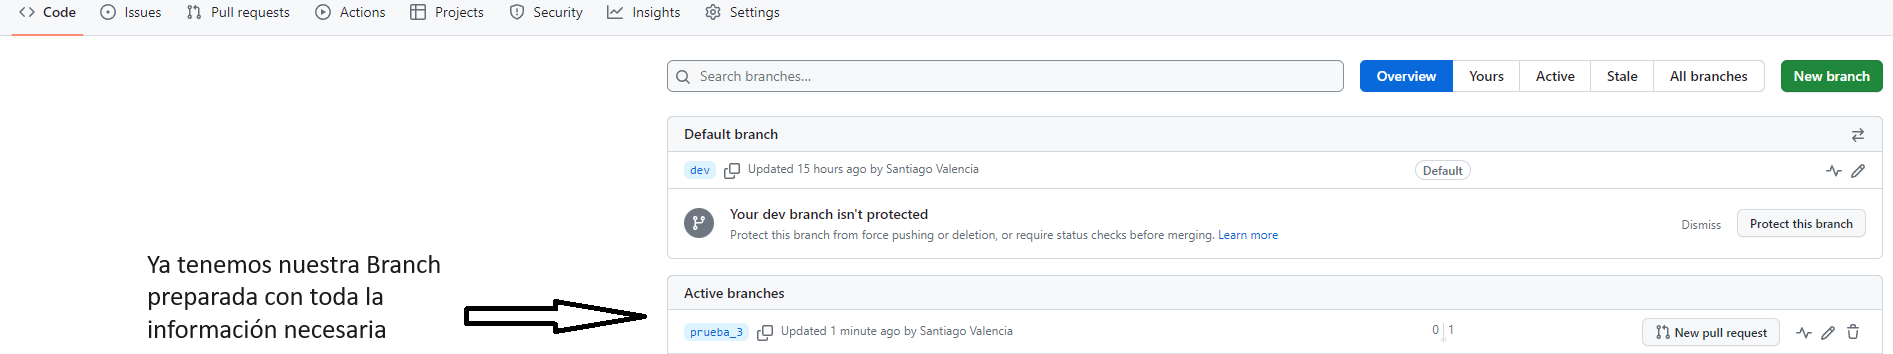 Code Issues Pull requests Actions Projects Security Insights Settings
Search branches...
Overview Yours Active Stale All branches New branch
Default branch
dev Updated 15 hours ago by Santiago Valencia Default
Your dev branch isn't protected
Protect this branch from force pushing or deletion, or require status checks before merging. Learn more
Dismiss Protect this branch
Ya tenemos nuestra Branch
preparada con toda la
información necesaria
Active branches
prueba_3 Updated 1 minute ago by Santiago Valencia 0 1 New pull request